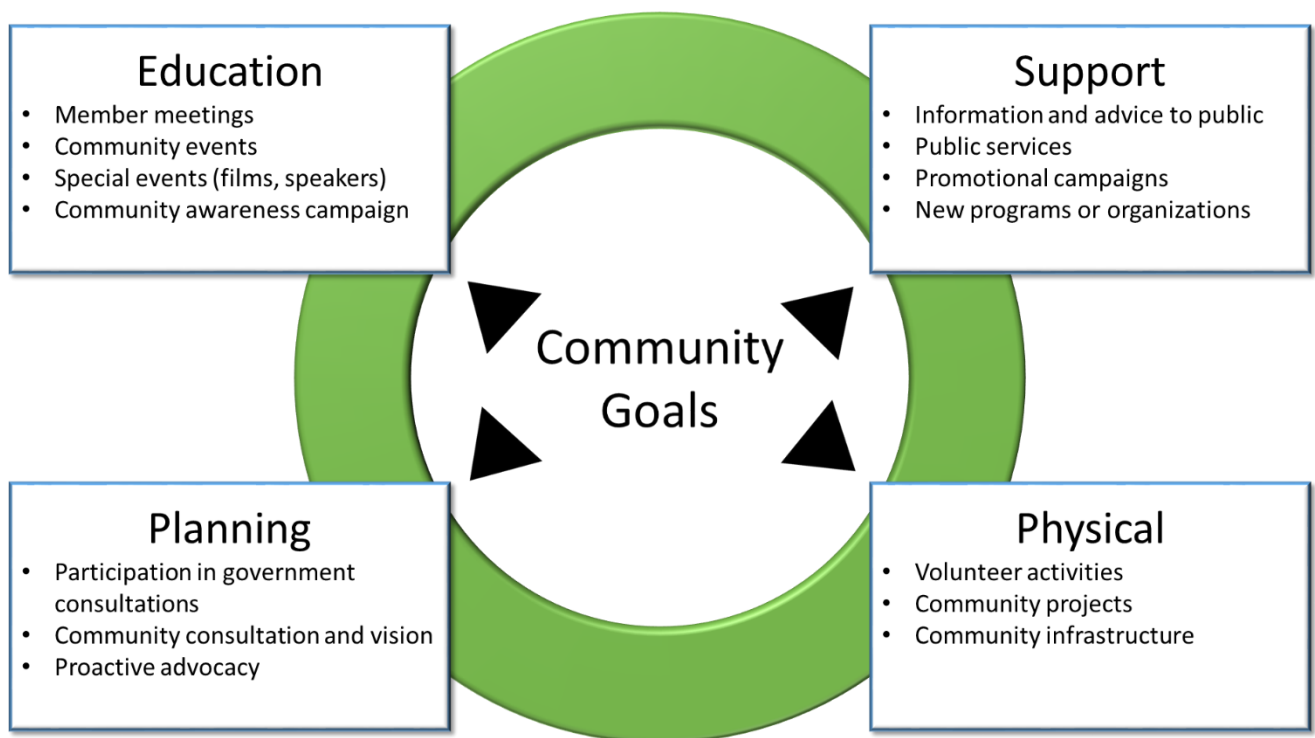 Education
• Member meetings
• Community events
• Special events (films, speakers)
• Community awareness campaign
Support
• Information and advice to public
• Public services
• Promotional campaigns
• New programs or organizations
Community
Goals
Planning
• Participation in government
consultations
• Community consultation and vision
• Proactive advocacy
Physical
• Volunteer activities
• Community projects
• Community infrastructure